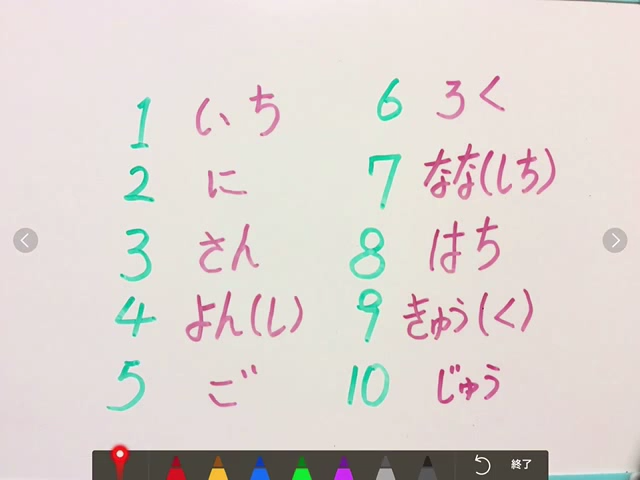 1 いち
2 に
3 さん
4 よん(し)
5 ご
6 ろく
7 なな(しち)
8 はち
9 きゅう(く)
10 じゅう
終了